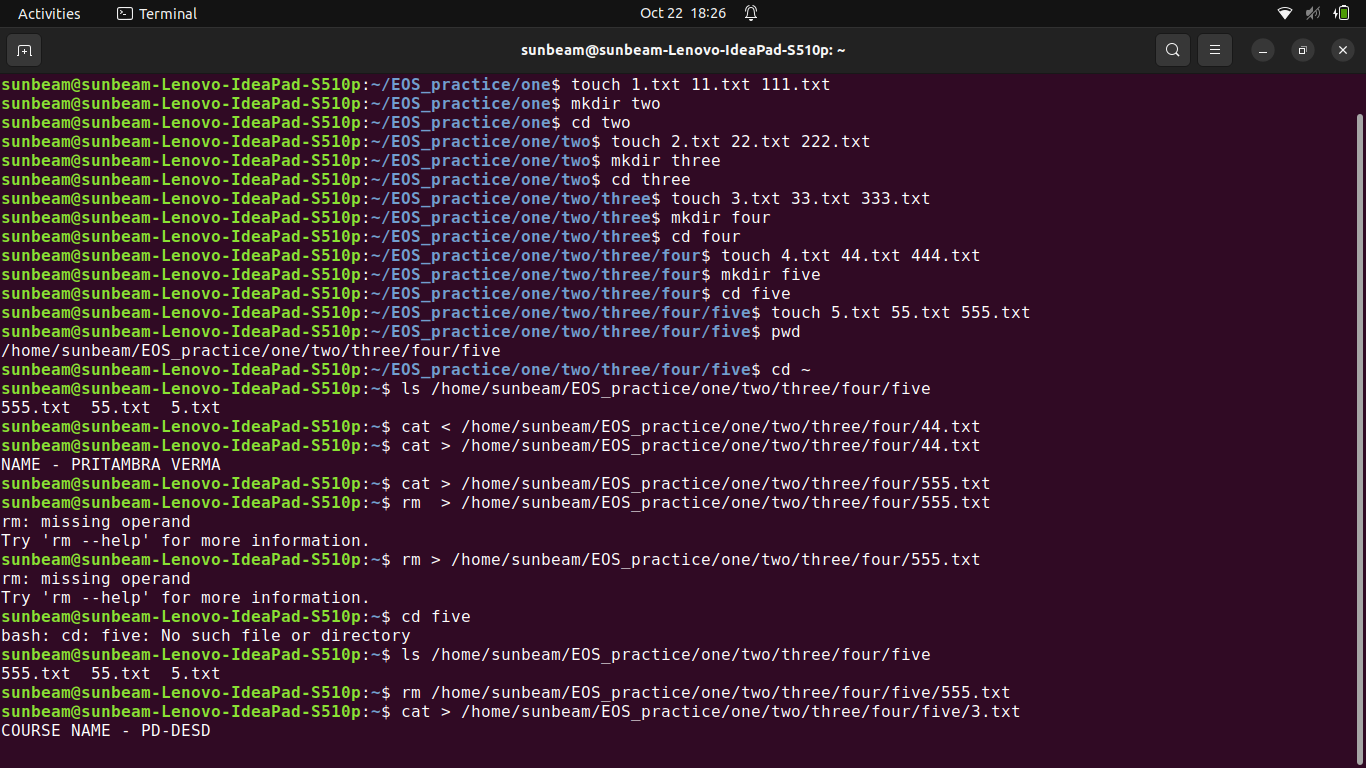 Activities
Terminal
Oct 22 18:26
sunbeam@sunbeam-Lenovo-IdeaPad-S510p: ~
sunbeam@sunbeam-Lenovo-IdeaPad-S510p:~/EOS_practice/one$ touch 1.txt 11.txt 111.txt
sunbeam@sunbeam-Lenovo-IdeaPad-S510p:~/EOS_practice/one$ mkdir two
sunbeam@sunbeam-Lenovo-IdeaPad-S510p:~/EOS_practice/one$ cd two
sunbeam@sunbeam-Lenovo-IdeaPad-S510p:~/EOS_practice/one/two$ touch 2.txt 22.txt 222.txt
sunbeam@sunbeam-Lenovo-IdeaPad-S510p:~/EOS_practice/one/two$ mkdir three
sunbeam@sunbeam-Lenovo-IdeaPad-S510p:~/EOS_practice/one/two$ cd three
sunbeam@sunbeam-Lenovo-IdeaPad-S510p:~/EOS_practice/one/two/three$ touch 3.txt 33.txt 333.txt
sunbeam@sunbeam-Lenovo-IdeaPad-S510p:~/EOS_practice/one/two/three$ mkdir four
sunbeam@sunbeam-Lenovo-IdeaPad-S510p:~/EOS_practice/one/two/three$ cd four
sunbeam@sunbeam-Lenovo-IdeaPad-S510p:~/EOS_practice/one/two/three/four$ touch 4.txt 44.txt 444.txt
sunbeam@sunbeam-Lenovo-IdeaPad-S510p:~/EOS_practice/one/two/three/four$ mkdir five
sunbeam@sunbeam-Lenovo-IdeaPad-S510p:~/EOS_practice/one/two/three/four$ cd five
sunbeam@sunbeam-Lenovo-IdeaPad-S510p:~/EOS_practice/one/two/three/four/five$ touch 5.txt 55.txt 555.txt
sunbeam@sunbeam-Lenovo-IdeaPad-S510p:~/EOS_practice/one/two/three/four/five$ pwd
/home/sunbeam/EOS_practice/one/two/three/four/five
sunbeam@sunbeam-Lenovo-IdeaPad-S510p:~/EOS_practice/one/two/three/four/five$ cd ~
sunbeam@sunbeam-Lenovo-IdeaPad-S510p:~$ ls /home/sunbeam/EOS_practice/one/two/three/four/five
555.txt  55.txt  5.txt
sunbeam@sunbeam-Lenovo-IdeaPad-S510p:~$ cat < /home/sunbeam/EOS_practice/one/two/three/four/44.txt
sunbeam@sunbeam-Lenovo-IdeaPad-S510p:~$ cat > /home/sunbeam/EOS_practice/one/two/three/four/44.txt
NAME - PRITAMBRA VERMA
sunbeam@sunbeam-Lenovo-IdeaPad-S510p:~$ cat > /home/sunbeam/EOS_practice/one/two/three/four/555.txt
sunbeam@sunbeam-Lenovo-IdeaPad-S510p:~$ rm  > /home/sunbeam/EOS_practice/one/two/three/four/555.txt
rm: missing operand
Try 'rm --help' for more information.
sunbeam@sunbeam-Lenovo-IdeaPad-S510p:~$ rm > /home/sunbeam/EOS_practice/one/two/three/four/555.txt
rm: missing operand
Try 'rm --help' for more information.
sunbeam@sunbeam-Lenovo-IdeaPad-S510p:~$ cd five
bash: cd: five: No such file or directory
sunbeam@sunbeam-Lenovo-IdeaPad-S510p:~$ ls /home/sunbeam/EOS_practice/one/two/three/four/five
555.txt  55.txt  5.txt
sunbeam@sunbeam-Lenovo-IdeaPad-S510p:~$ rm /home/sunbeam/EOS_practice/one/two/three/four/five/555.txt
sunbeam@sunbeam-Lenovo-IdeaPad-S510p:~$ cat > /home/sunbeam/EOS_practice/one/two/three/four/five/3.txt
COURSE NAME - PD-DESD